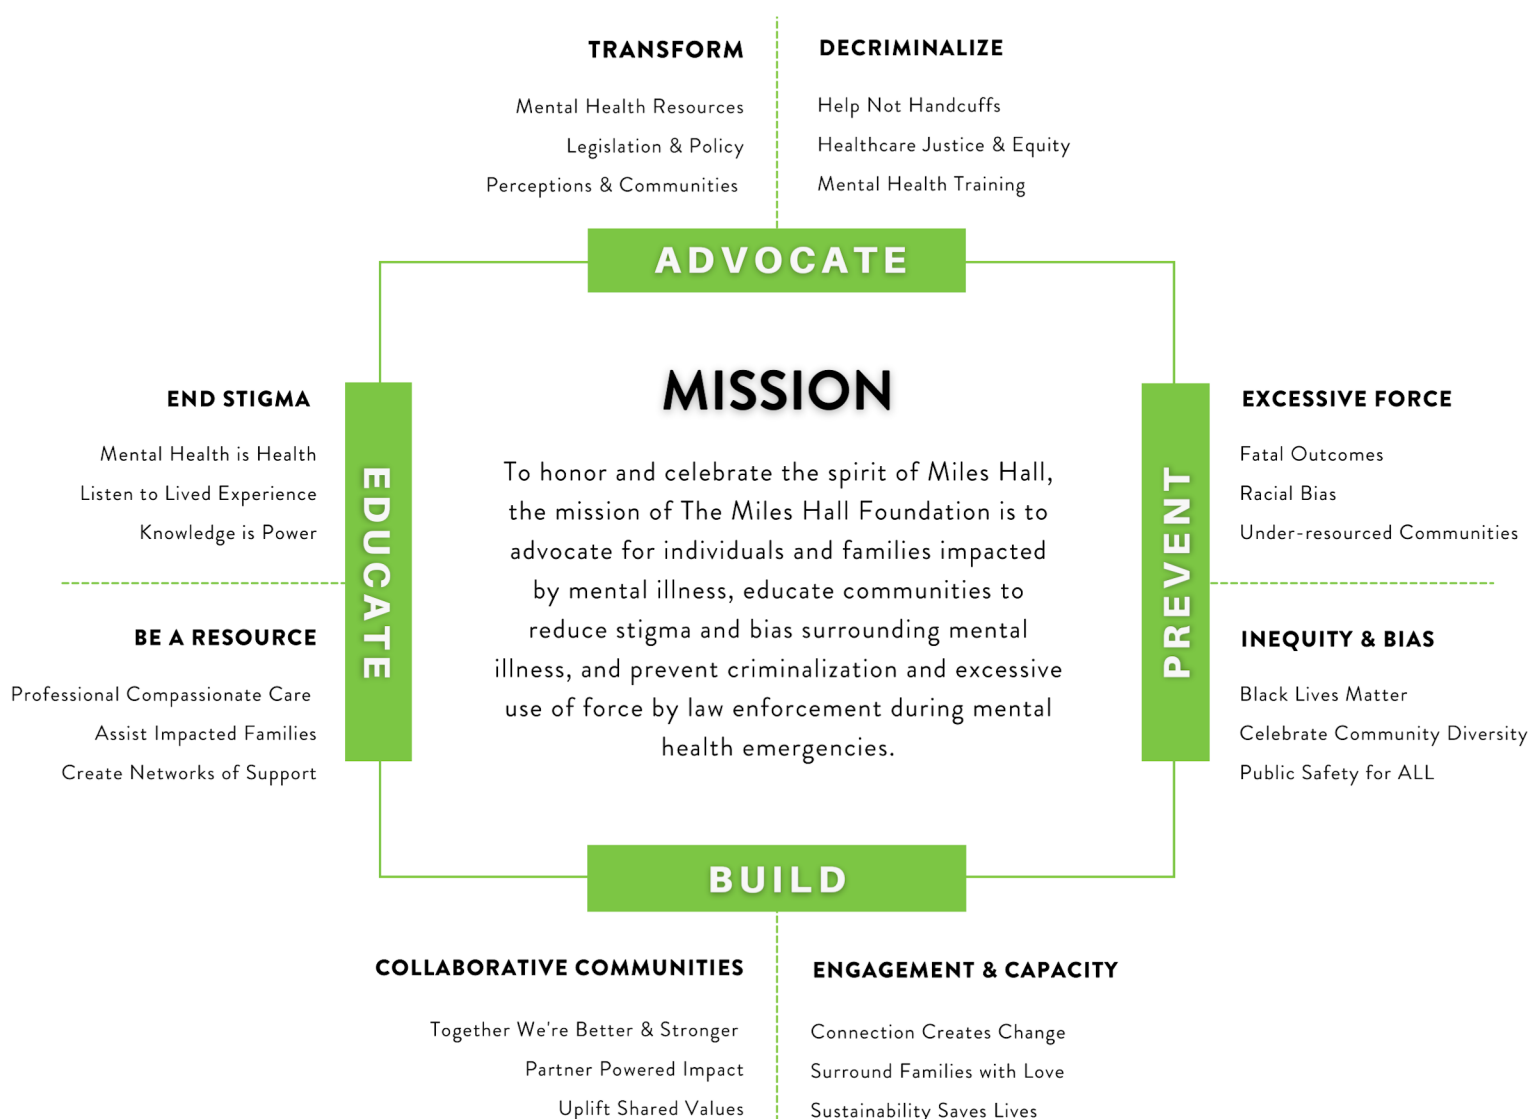 TRANSFORM
Mental Health Resources
Legislation & Policy
Perceptions & Communities
DECRIMINALIZE
Help Not Handcuffs
Healthcare Justice & Equity
Mental Health Training
ADVOCATE
END STIGMA
Mental Health is Health
Listen to Lived Experience
Knowledge is Power
BE A RESOURCE
Professional Compassionate Care
Assist Impacted Families
Create Networks of Support
EDUCATE
MISSION
To honor and celebrate the spirit of Miles Hall,
the mission of The Miles Hall Foundation is to
advocate for individuals and families impacted
by mental illness, educate communities to
reduce stigma and bias surrounding mental
illness, and prevent criminalization and excessive
use of force by law enforcement during mental
health emergencies.
PREVENT
EXCESSIVE FORCE
Fatal Outcomes
Racial Bias
Under-resourced Communities
INEQUITY & BIAS
Black Lives Matter
Celebrate Community Diversity
Public Safety for ALL
BUILD
COLLABORATIVE COMMUNITIES
Together We're Better & Stronger
Partner Powered Impact
Uplift Shared Values
ENGAGEMENT & CAPACITY
Connection Creates Change
Surround Families with Love
Sustainability Saves Lives